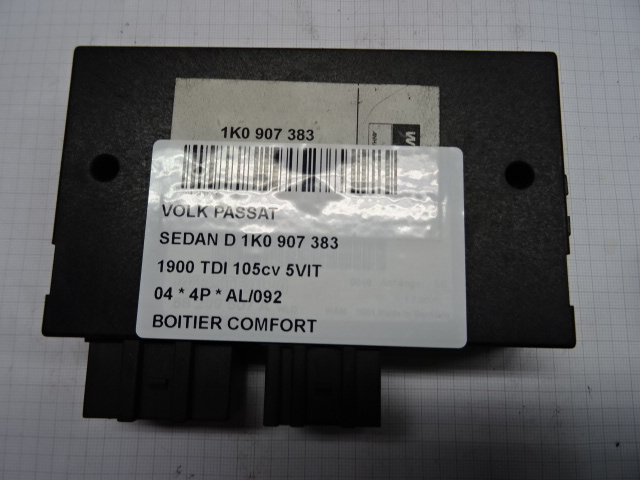 1K0 907 383
VOLK PASSAT
SEDAN D 1K0 907 383
1900 TDI 105cv 5VIT
04 * 4P * AL/092
BOITIER COMFORT